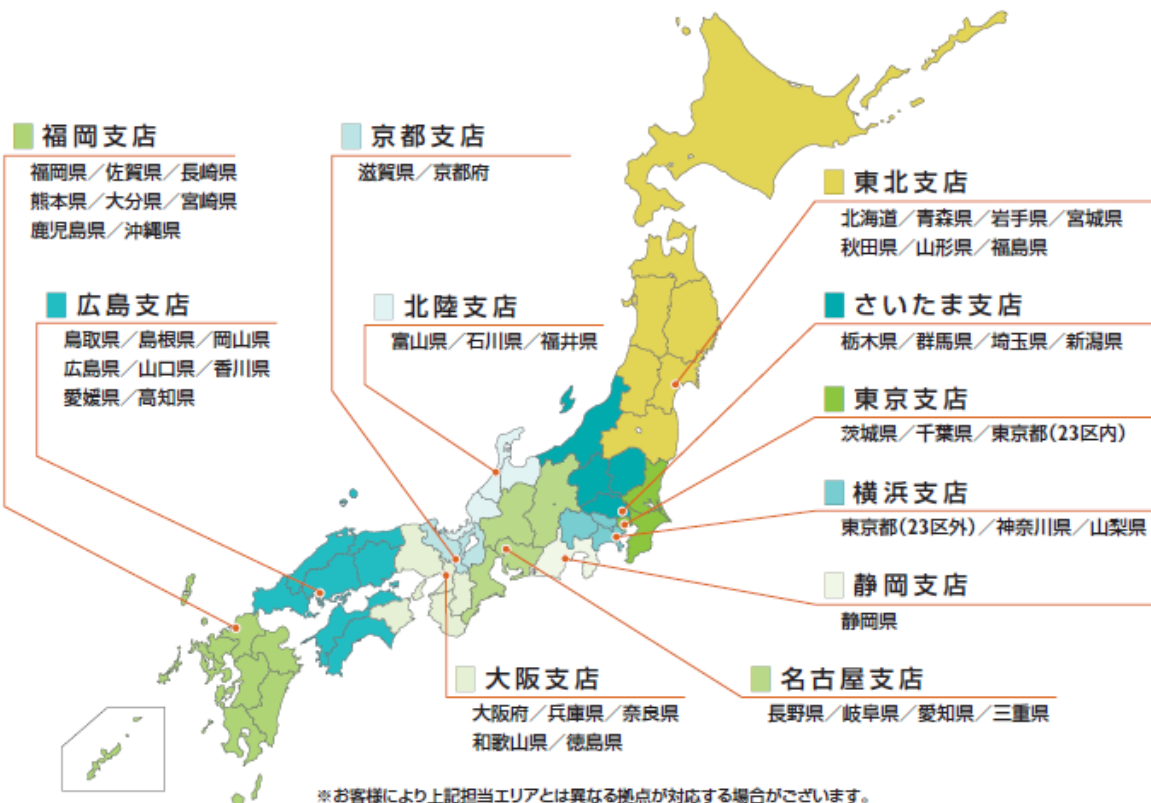 福岡支店
福岡県／佐賀県／長崎県
熊本県／大分県／宮崎県
鹿児島県／沖縄県
京都支店
滋賀県／京都府
東北支店
北海道／青森県／岩手県／宮城県
秋田県／山形県／福島県
広島支店
鳥取県／島根県／岡山県
広島県／山口県／香川県
愛媛県／高知県
北陸支店
富山県／石川県／福井県
さいたま支店
栃木県／群馬県／埼玉県／新潟県
東京支店
茨城県／千葉県／東京都(23区内)
横浜支店
東京都(23区外)／神奈川県／山梨県
静岡支店
静岡県
大阪支店
大阪府／兵庫県／奈良県
和歌山県／徳島県
名古屋支店
長野県／岐阜県／愛知県／三重県
※お客様により上記担当エリアとは異なる拠点が対応する場合がございます。